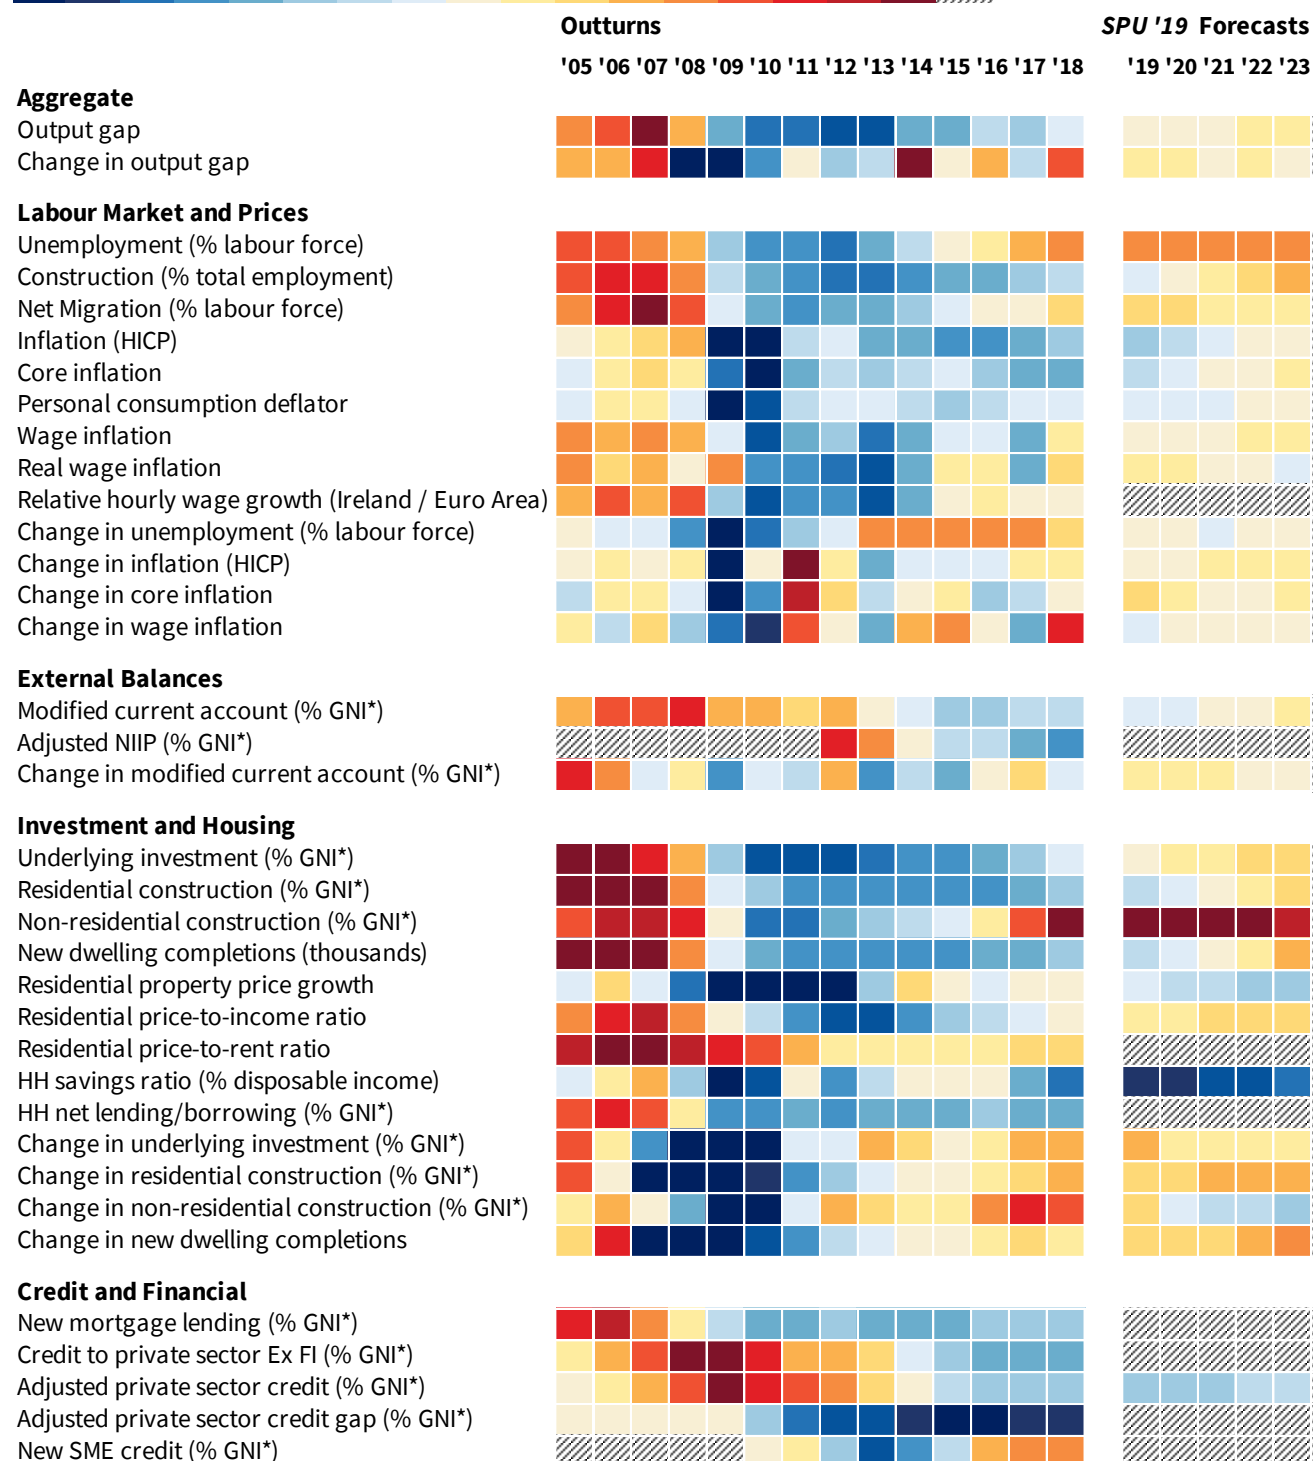 Outturns SPU '19 Forecasts
'05 '06 '07 '08 '09 '10 '11 '12 '13 '14 '15 '16 '17 '18 '19 '20 '21 '22 '23
Aggregate
Output gap
Change in output gap
Labour Market and Prices
Unemployment (% labour force)
Construction (% total employment)
Net Migration (% labour force)
Inflation (HICP)
Core inflation
Personal consumption deflator
Wage inflation
Real wage inflation
Relative hourly wage growth (Ireland / Euro Area)
Change in unemployment (% labour force)
Change in inflation (HICP)
Change in core inflation
Change in wage inflation
External Balances
Modified current account (% GNI*)
Adjusted NIIP (% GNI*)
Change in modified current account (% GNI*)
Investment and Housing
Underlying investment (% GNI*)
Residential construction (% GNI*)
Non-residential construction (% GNI*)
New dwelling completions (thousands)
Residential property price growth
Residential price-to-income ratio
Residential price-to-rent ratio
HH savings ratio (% disposable income)
HH net lending/borrowing (% GNI*)
Change in underlying investment (% GNI*)
Change in residential construction (% GNI*)
Change in non-residential construction (% GNI*)
Change in new dwelling completions
Credit and Financial
New mortgage lending (% GNI*)
Credit to private sector Ex FI (% GNI*)
Adjusted private sector credit (% GNI*)
Adjusted private sector credit gap (% GNI*)
New SME credit (% GNI*)